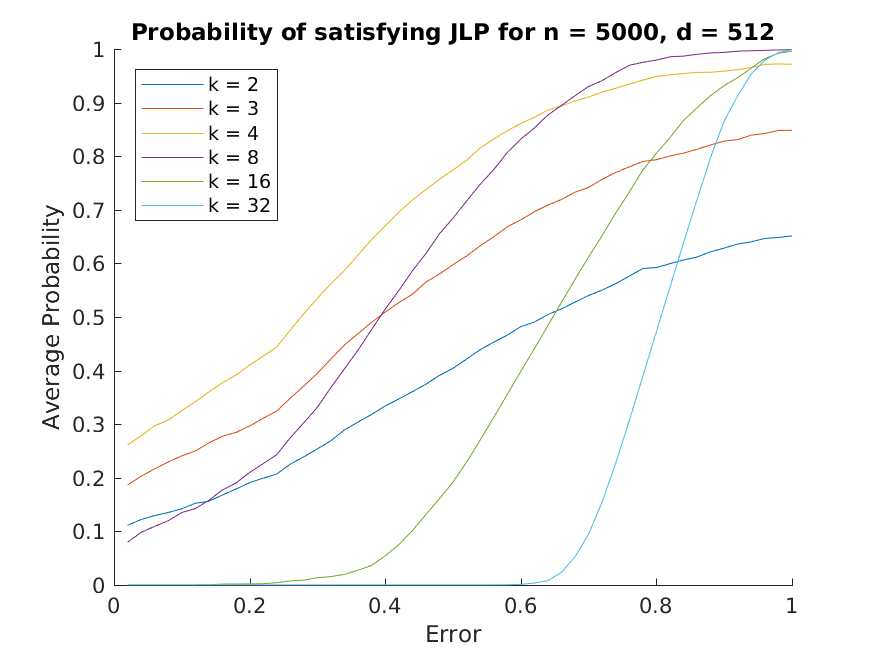 Probability of satisfying JLP for n = 5000, d = 512
1
0.9
0.8
0.7
0.6
0.5
0.4
0.3
0.2
0.1
0
Average Probability
k = 2
k = 3
k = 4
k = 8
k = 16
k = 32
0 0.2 0.4 0.6 0.8 1
Error